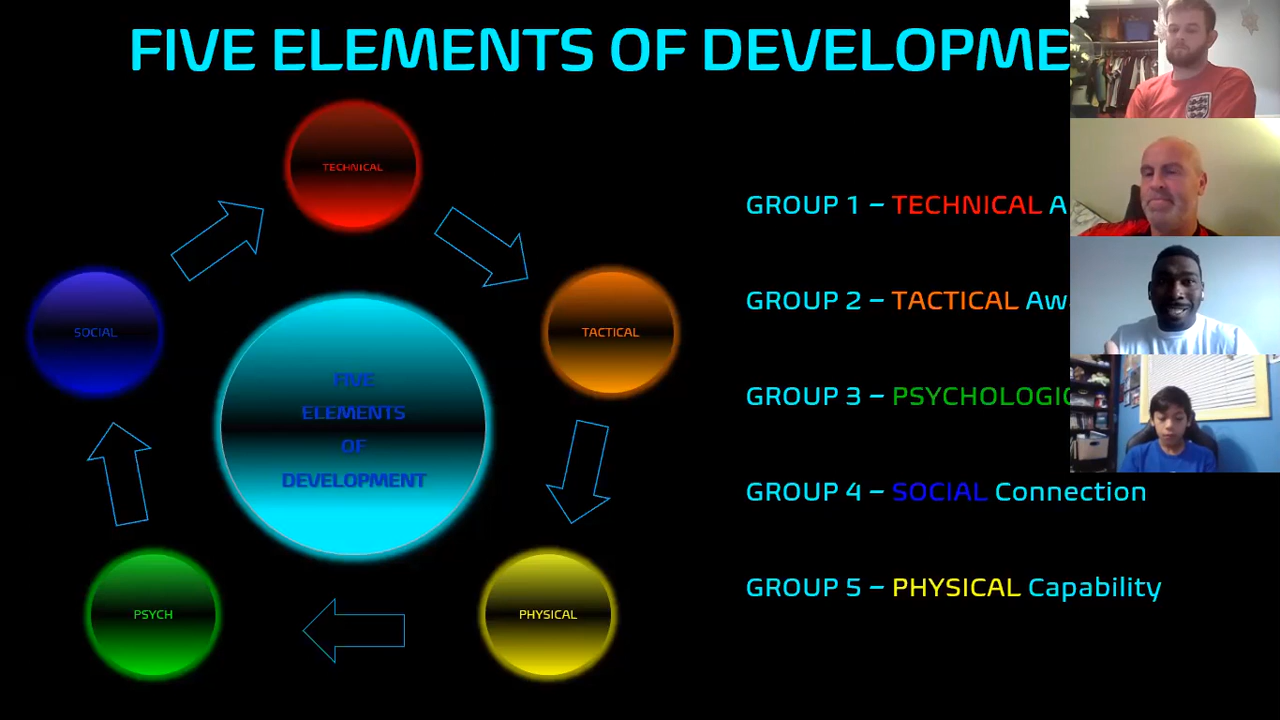 FIVE ELEMENTS OF DEVELOPME
TECHNICAL
SOCIAL
TACTICAL
FIVE
ELEMENTS
OF
DEVELOPMENT
PSYCH
PHYSICAL
GROUP 1 – TECHNICAL A
GROUP 2 – TACTICAL Aw
GROUP 3 – PSYCHOLOGIC
GROUP 4 – SOCIAL Connection
GROUP 5 – PHYSICAL Capability